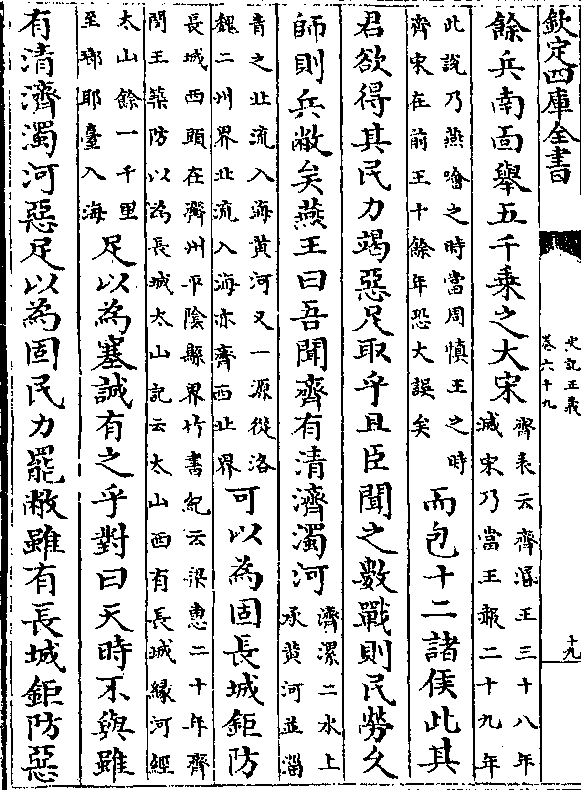 欽定四庫全書
史記正義
卷六十九
十九
餘兵南面舉五千乘之大宋
齊表云齊湣王三十八年
滅宋乃當王赧二十九年
此說乃燕噲之時當周慎王之時
齊宋在前王十餘年恐大誤矣
而包十二諸侯此其
君欲得其民力竭惡足取乎且臣聞之數戰則民勞久
師則兵敝矣燕王曰吾聞齊有清濟濁河
濟漯二水上
承黃河並淄
青之北流入海黃河又一源從洛
魏二州界北流入海亦齊西北界
可以為固長城鉅防
長城西頭在濟州平陰縣界竹書紀云梁惠二十年齊
閔王築防以為長城太山記云太山西有長城緣河經
太山餘一千里
至瑯耶臺入海
足以為塞誠有之乎對曰天時不與雖
有清濟濁河惡足以為固民力罷敝雖有長城鉅防惡